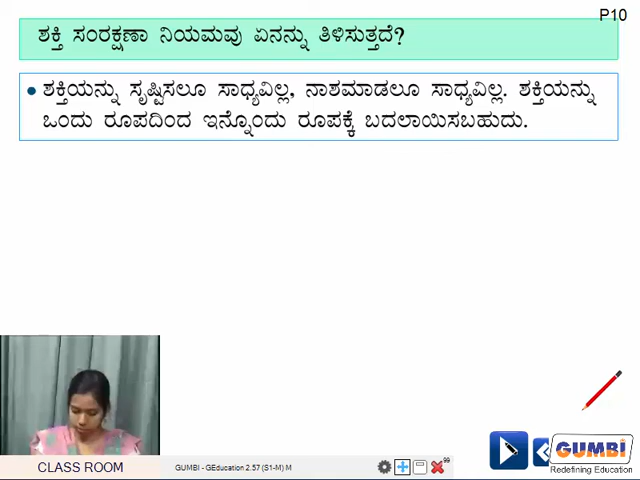 P10
ಶಕ್ತಿ ಸಂರಕ್ಷಣಾ ನಿಯಮವು ಏನನ್ನು ತಿಳಿಸುತ್ತದೆ?
• ಶಕ್ತಿಯನ್ನು ಸೃಷ್ಟಿಸಲೂ ಸಾಧ್ಯವಿಲ್ಲ, ನಾಶಮಾಡಲೂ ಸಾಧ್ಯವಿಲ್ಲ. ಶಕ್ತಿಯನ್ನು
ಒಂದು ರೂಪದಿಂದ ಇನ್ನೊಂದು ರೂಪಕ್ಕೆ ಬದಲಾಯಿಸಬಹುದು.
GUMBi
Redefining Education
CLASS ROOM
GUMBI - GEducation 2.57 (S1-M) M
99